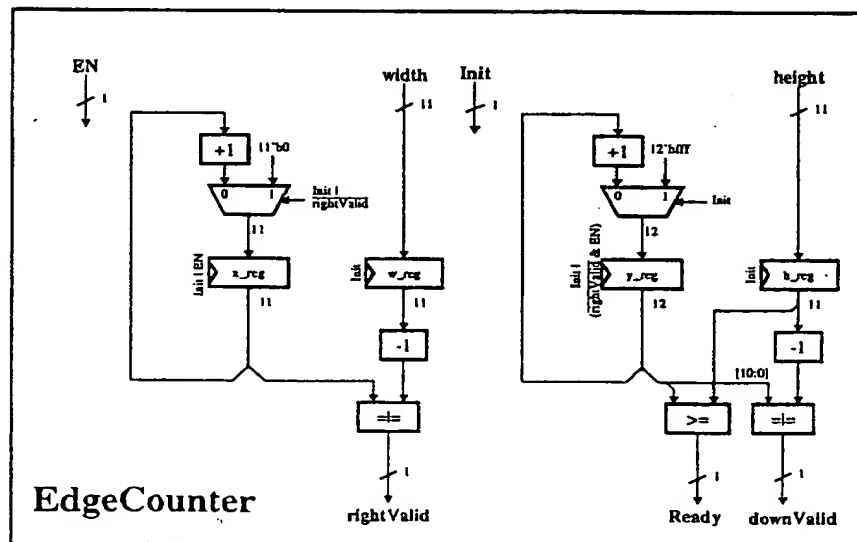 EN
width
Init
height
1
11
1
11
+1
11'b0
+1
0
1
Init |
rightValid
0
1
Init
11
12
Init | EN
x_reg
Init
w_reg
Init |
(rightValid & EN)
y_reg
Init
h_reg
11
11
12
11
-1
-1
[10:0]
=|=
>=
=|=
1
1
1
EdgeCounter
rightValid
Ready
downValid